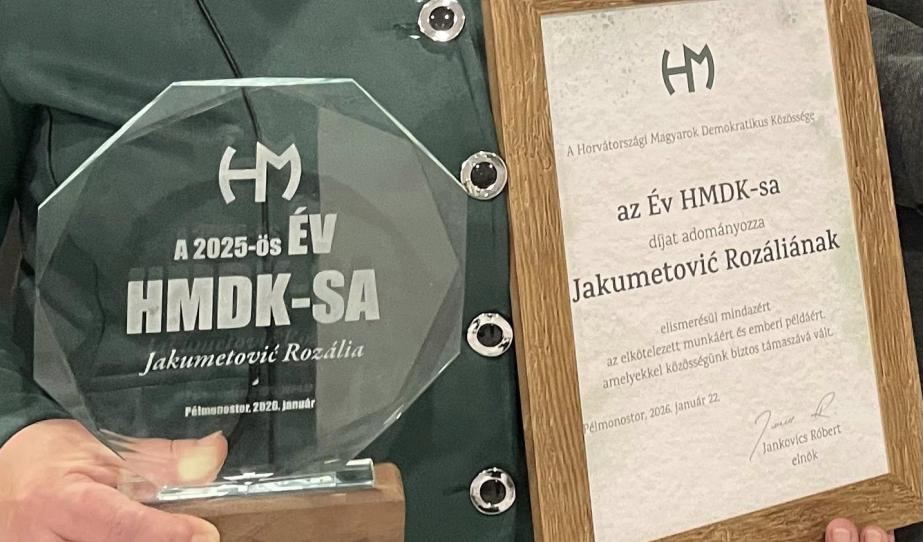 HM
A 2025-ös ÉV
HMDK-SA
Jakumetović Rozália
Pélmonostor, 2026. január
HM
A Horvátországi Magyarok Demokratikus Közössége
az Év HMDK-sa
díjat adományozza
Jakumetović Rozáliának
elismerésül mindazért
az elkötelezett munkáért és emberi példáért,
amelyekkel közösségünk biztos támaszává vált.
Pélmonostor, 2026. január 22.
Jankovics Róbert
elnök